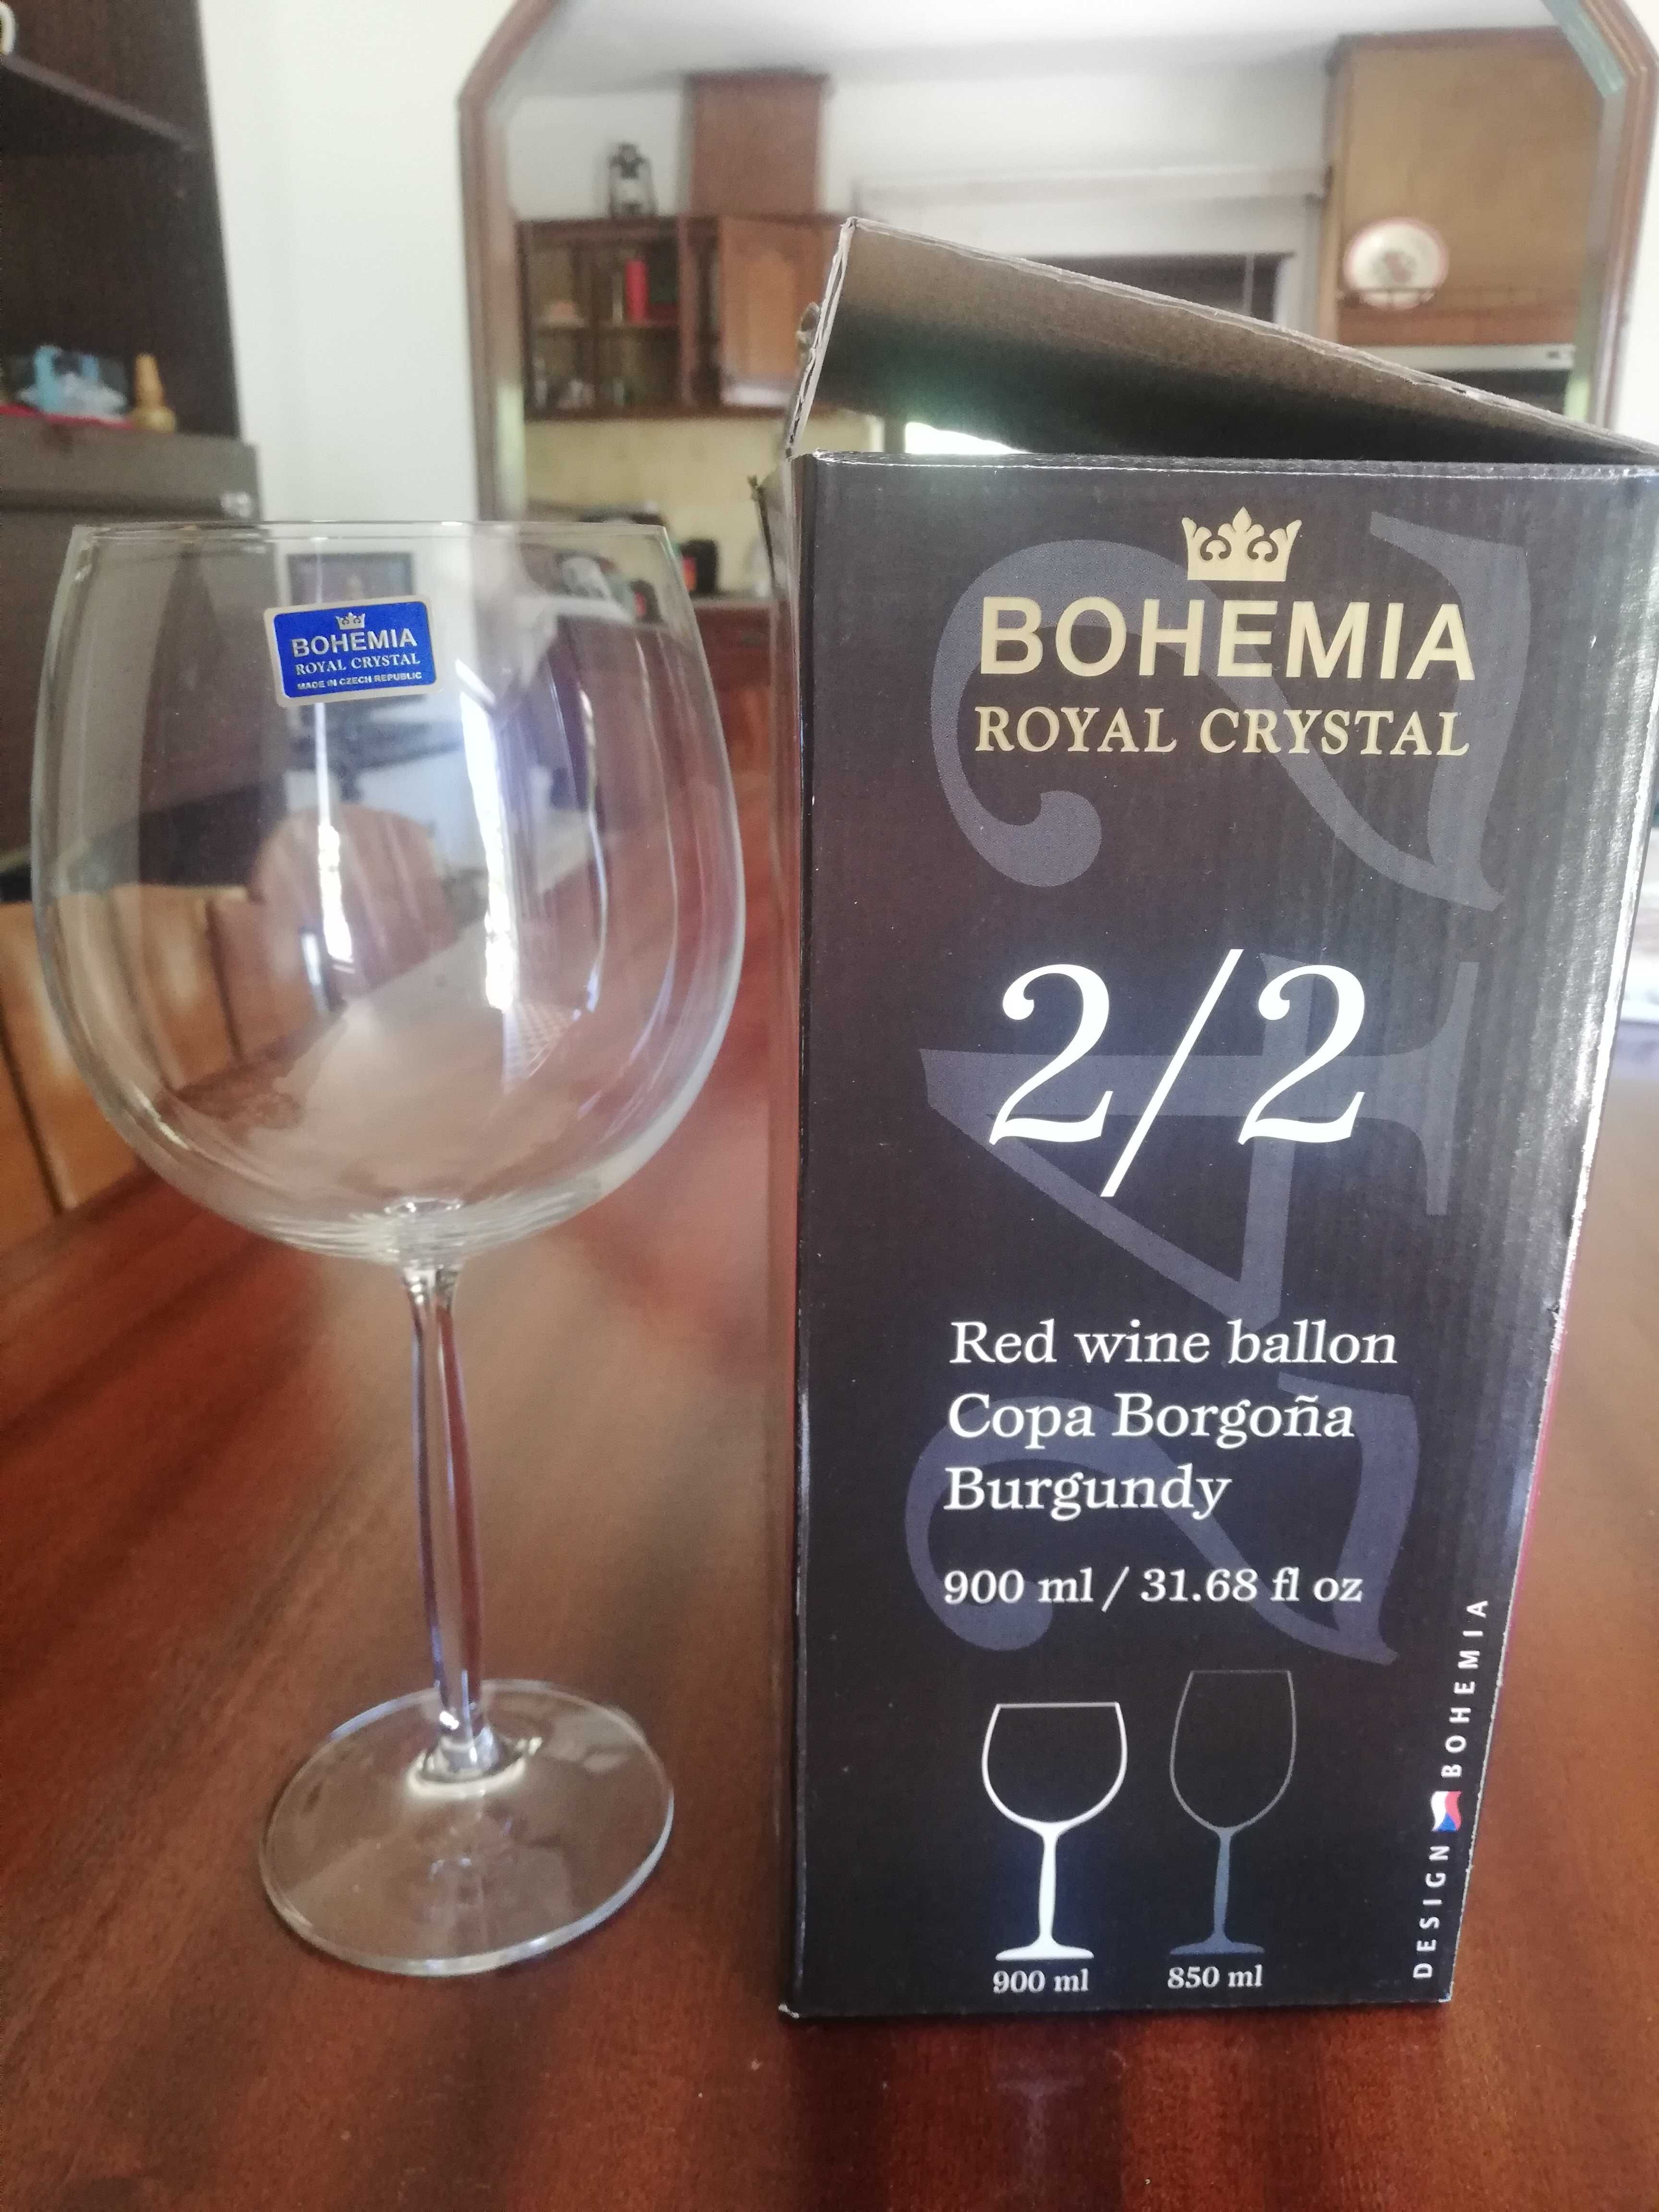 BOHEMIA
ROYAL CRYSTAL
MADE IN CZECH REPUBLIC
BOHEMIA
ROYAL CRYSTAL
2/2
Red wine ballon
Copa Borgoña
Burgundy
900 ml / 31.68 fl oz
900 ml
850 ml
DESIGN BOHEMIA